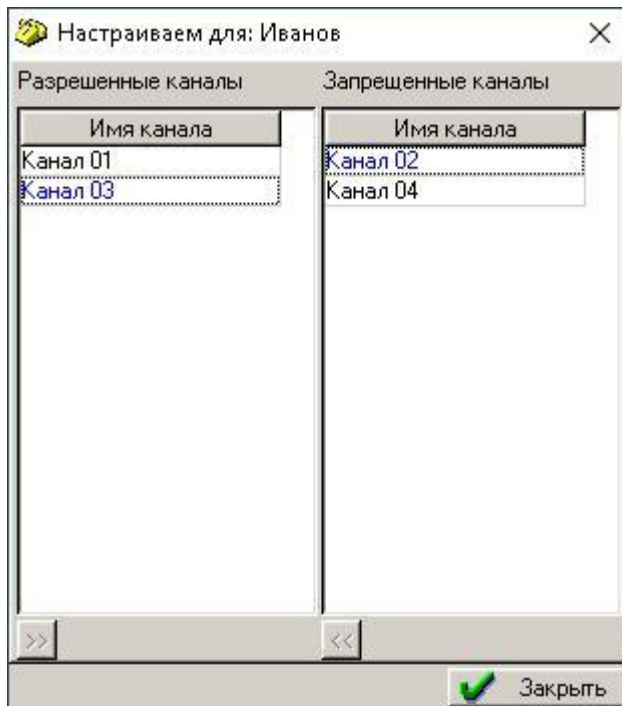 Настраиваем для: Иванов
Разрешенные каналы
Имя канала
Канал 01
Канал 03
>>
Запрещенные каналы
Имя канала
Канал 02
Канал 04
<<
Закрыть